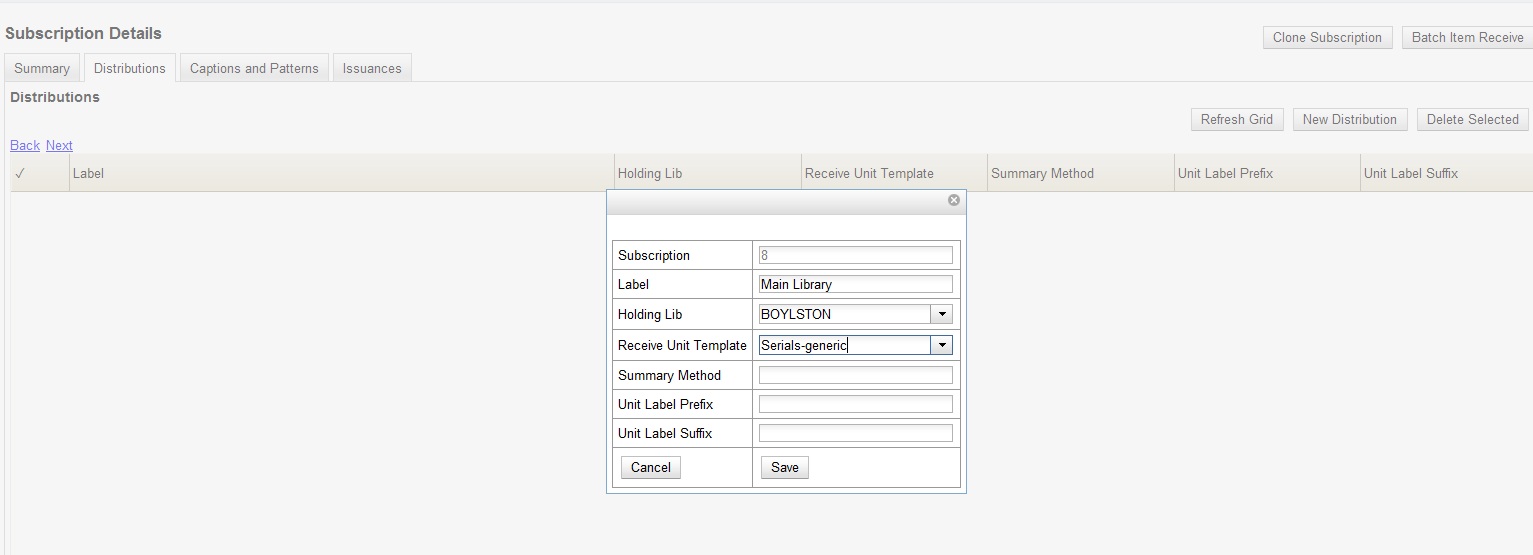 Subscription Details
Clone Subscription Batch Item Receive
Summary Distributions Captions and Patterns Issuances
Distributions
Refresh Grid New Distribution Delete Selected
Back Next
✓ Label Holding Lib Receive Unit Template Summary Method Unit Label Prefix Unit Label Suffix
Subscription 8
Label Main Library
Holding Lib BOYLSTON
Receive Unit Template Serials-generic
Summary Method
Unit Label Prefix
Unit Label Suffix
Cancel Save